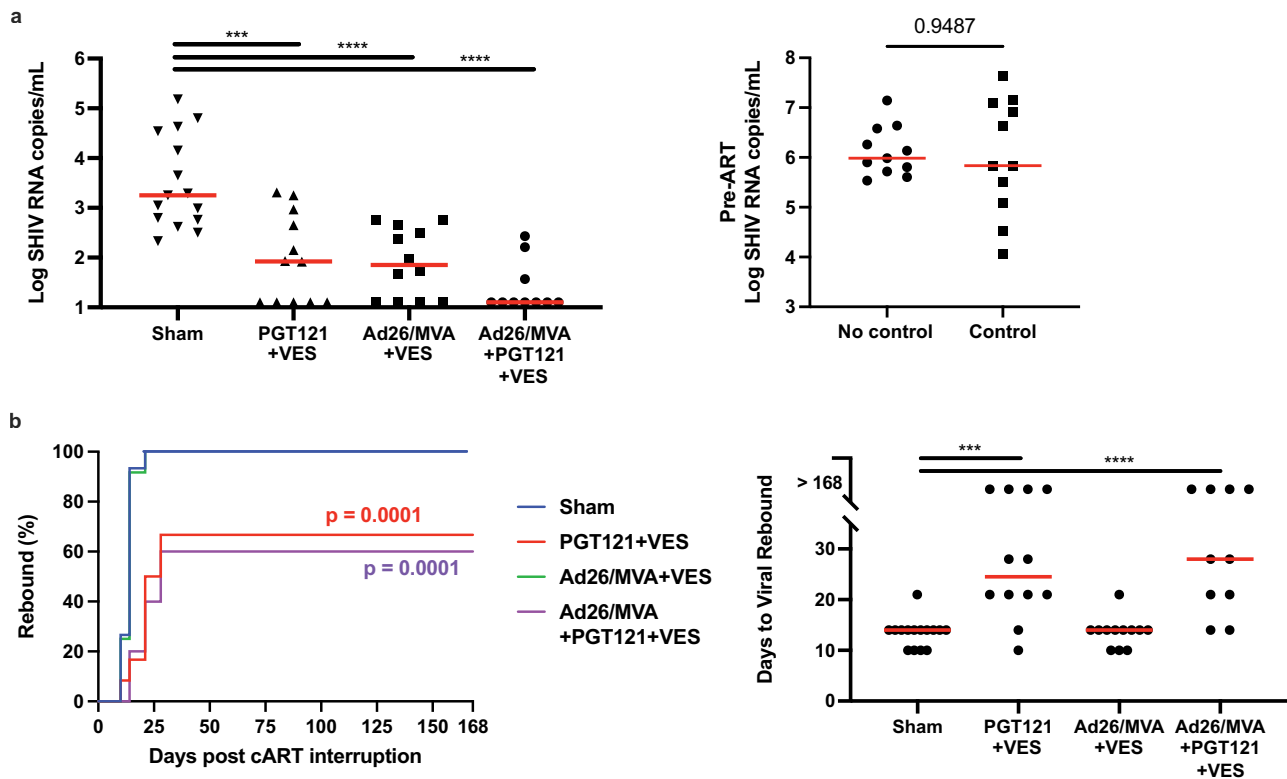 a
***
****
****
Log SHIV RNA copies/mL
6
5
4
3
2
1
Sham
PGT121
+VES
Ad26/MVA
+VES
Ad26/MVA
+PGT121
+VES
0.9487
Pre-ART
Log SHIV RNA copies/mL
8
7
6
5
4
3
No control
Control
b
Rebound (%)
100
80
60
40
20
0
p = 0.0001
p = 0.0001
0
25
50
75
100
125
150
168
Days post cART interruption
Sham
PGT121+VES
Ad26/MVA+VES
Ad26/MVA
+PGT121+VES
***
****
Days to Viral Rebound
> 168
30
20
10
0
Sham
PGT121
+VES
Ad26/MVA
+VES
Ad26/MVA
+PGT121
+VES